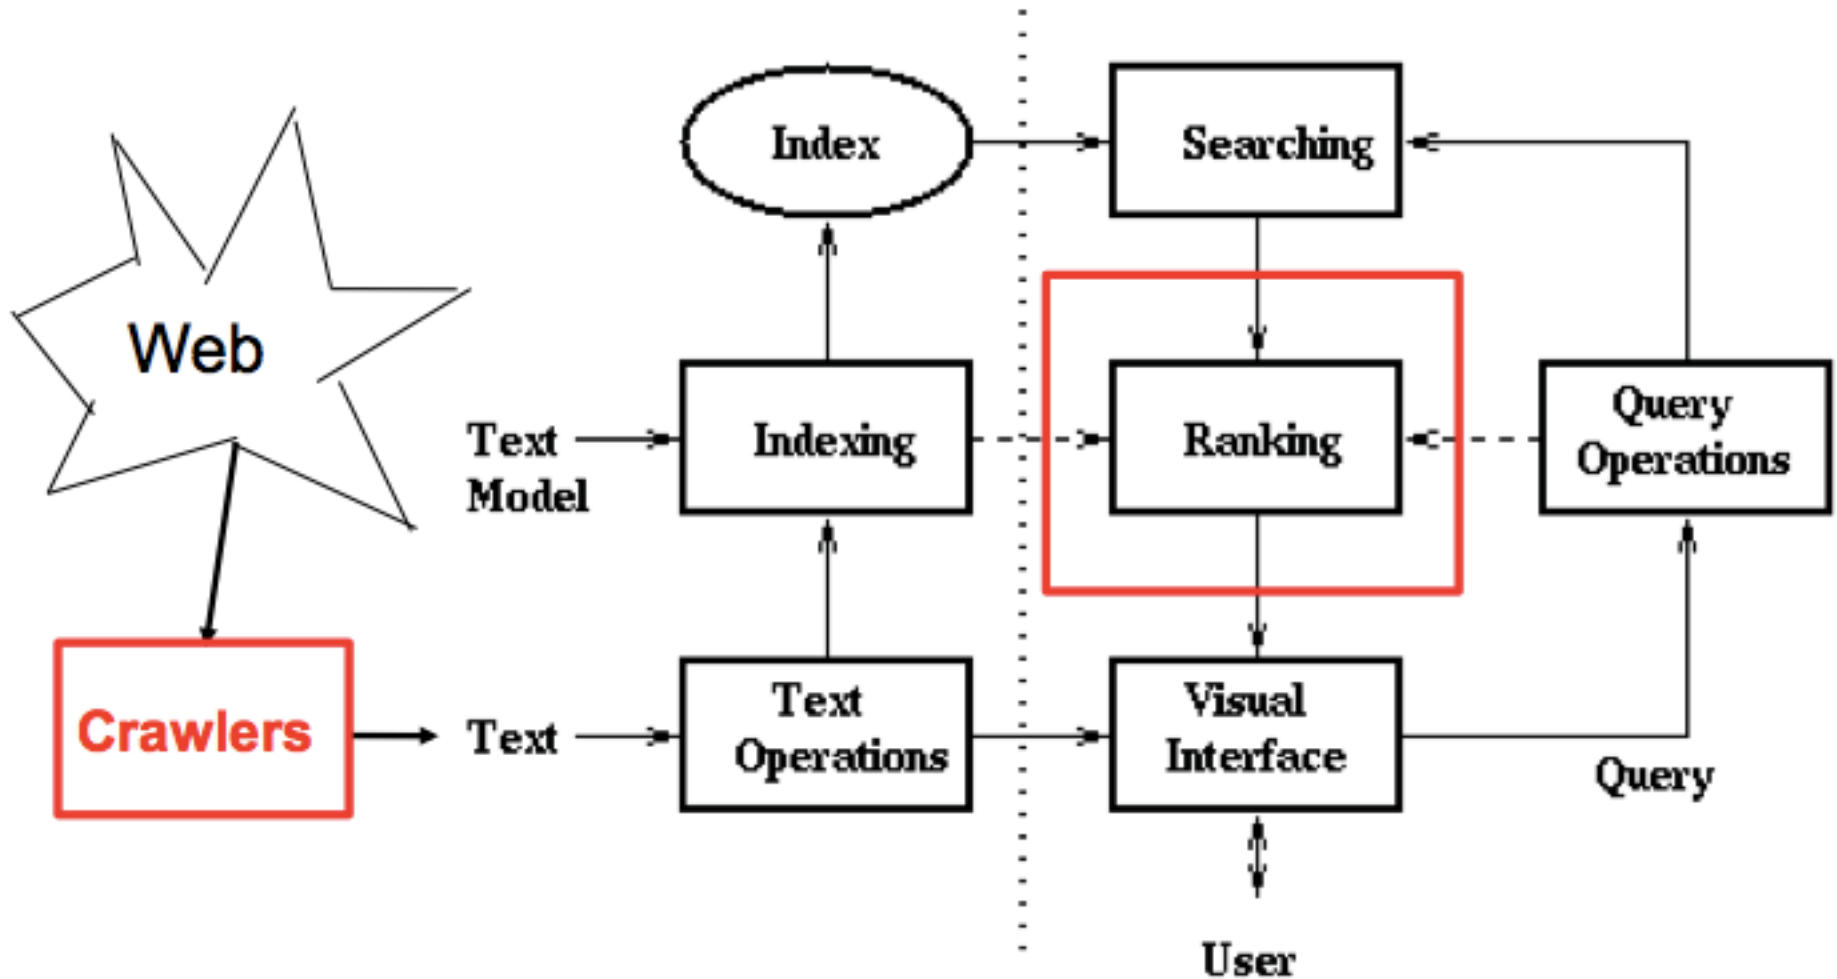 Index
Searching
Web
Text
Model
Indexing
Ranking
Query
Operations
Crawlers
Text
Text
Operations
Visual
Interface
Query
User